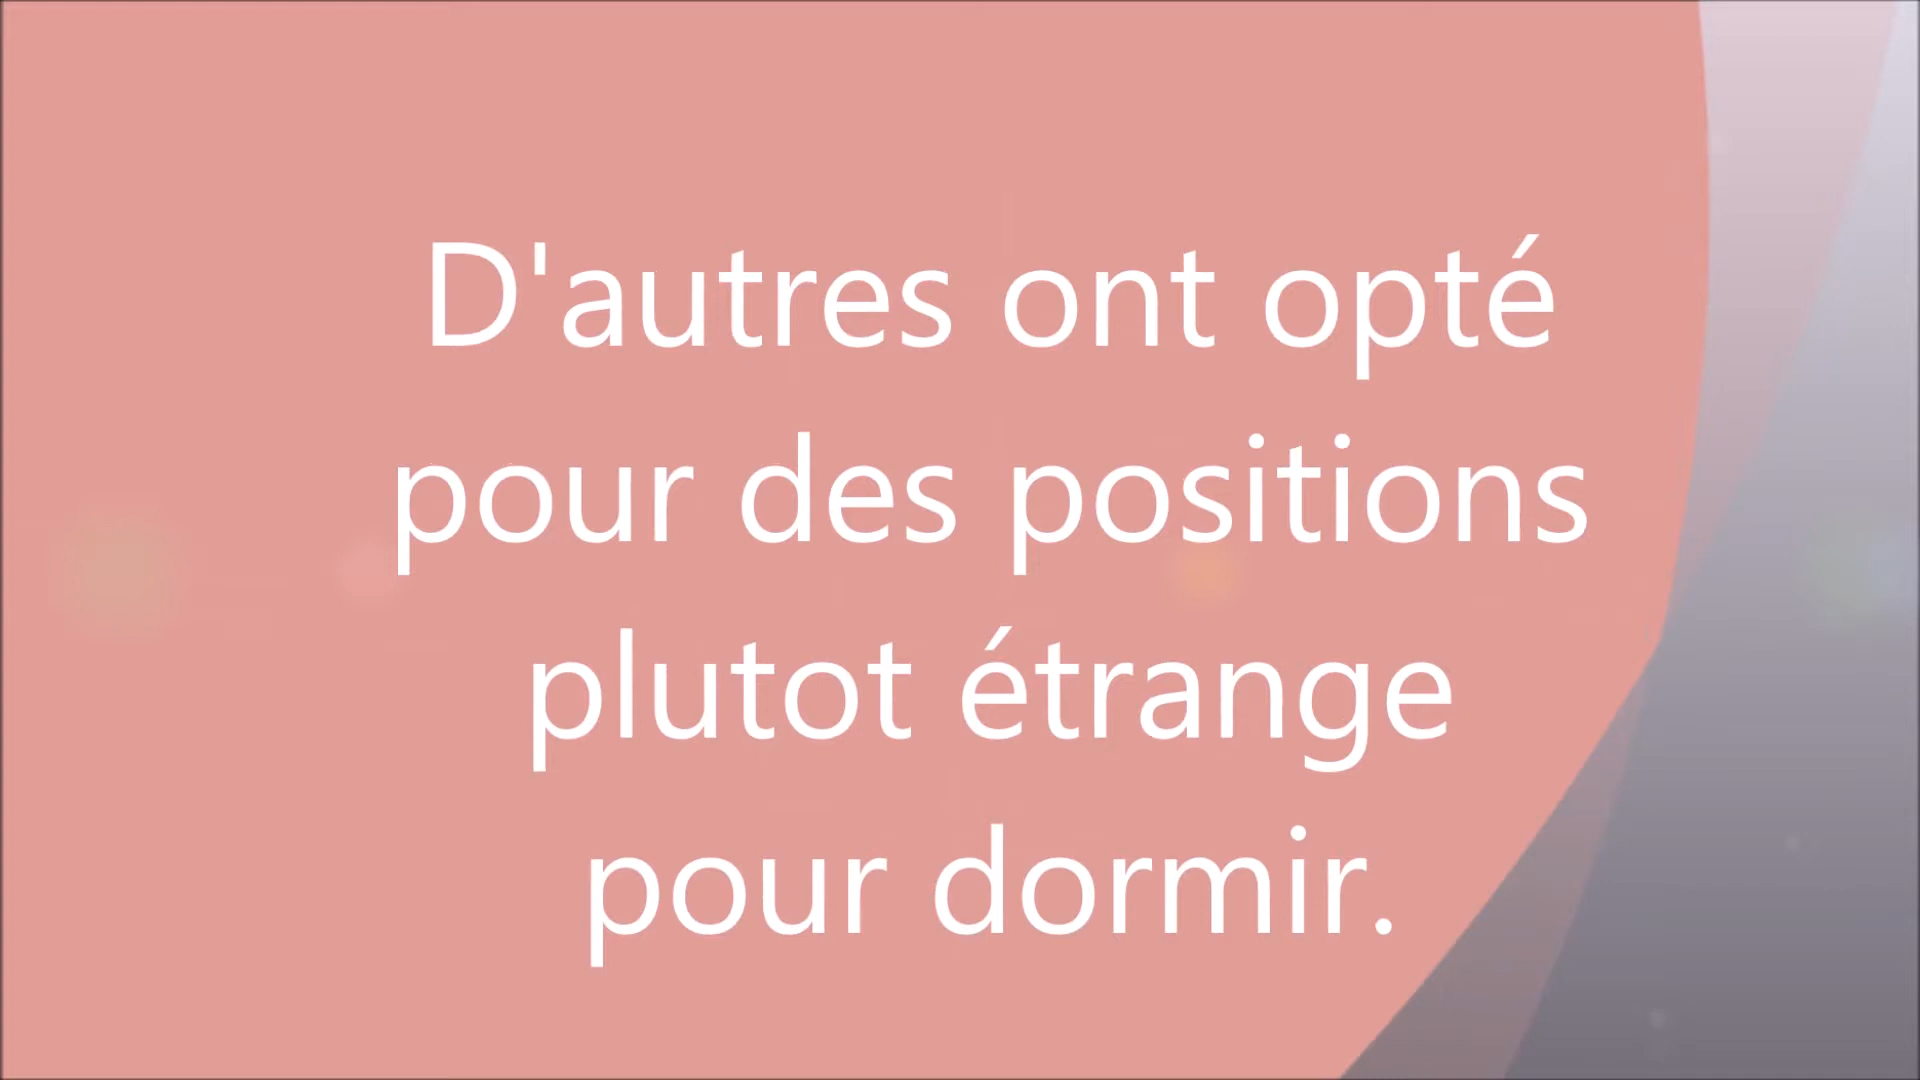 D'autres ont opté
pour des positions
plutot étrange
pour dormir.